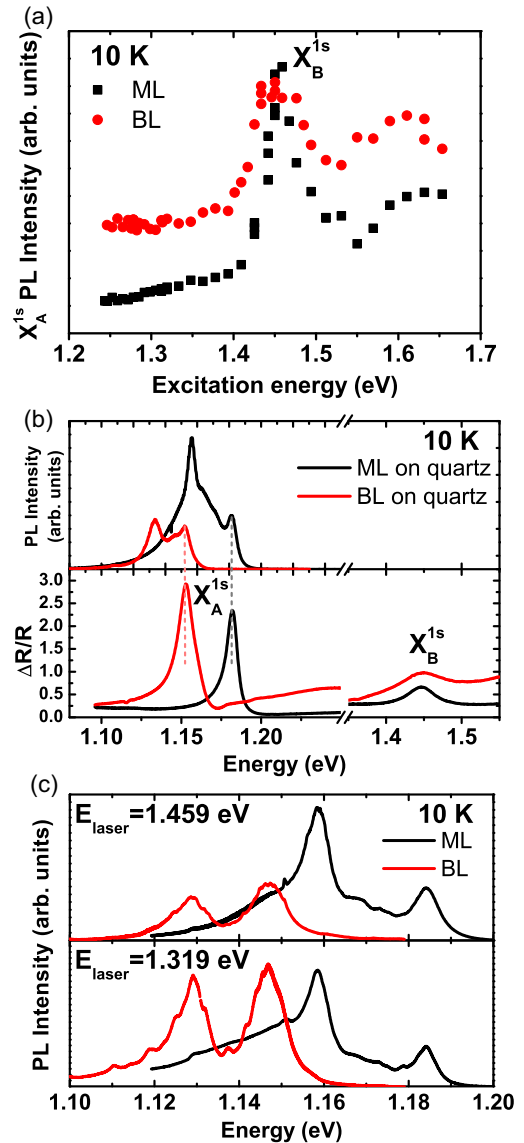 (a)
10 K
ML
BL
X_B^1s
X_A^1s PL Intensity (arb. units)
1.2 1.3 1.4 1.5 1.6 1.7
Excitation energy (eV)
(b)
10 K
ML on quartz
BL on quartz
PL Intensity
(arb. units)
3.0
2.5
2.0
1.5
1.0
0.5
0.0
ΔR/R
X_A^1s
X_B^1s
1.10 1.15 1.20 1.4 1.5
Energy (eV)
(c)
E_laser=1.459 eV
10 K
ML
BL
E_laser=1.319 eV
PL Intensity (arb. units)
1.10 1.12 1.14 1.16 1.18 1.20
Energy (eV)